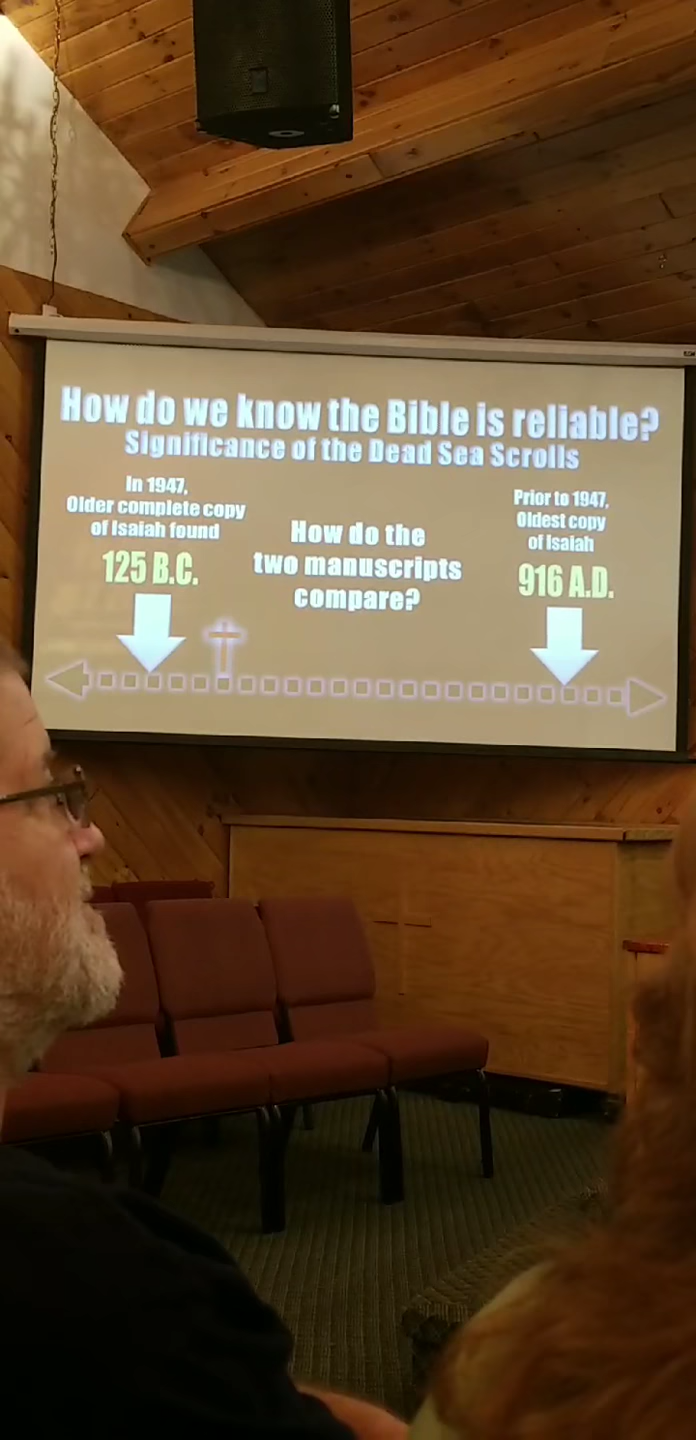 How do we know the Bible is reliable?
Significance of the Dead Sea Scrolls
In 1947,
Older complete copy
of Isaiah found
125 B.C.
How do the
two manuscripts
compare?
Prior to 1947,
Oldest copy
of Isaiah
916 A.D.